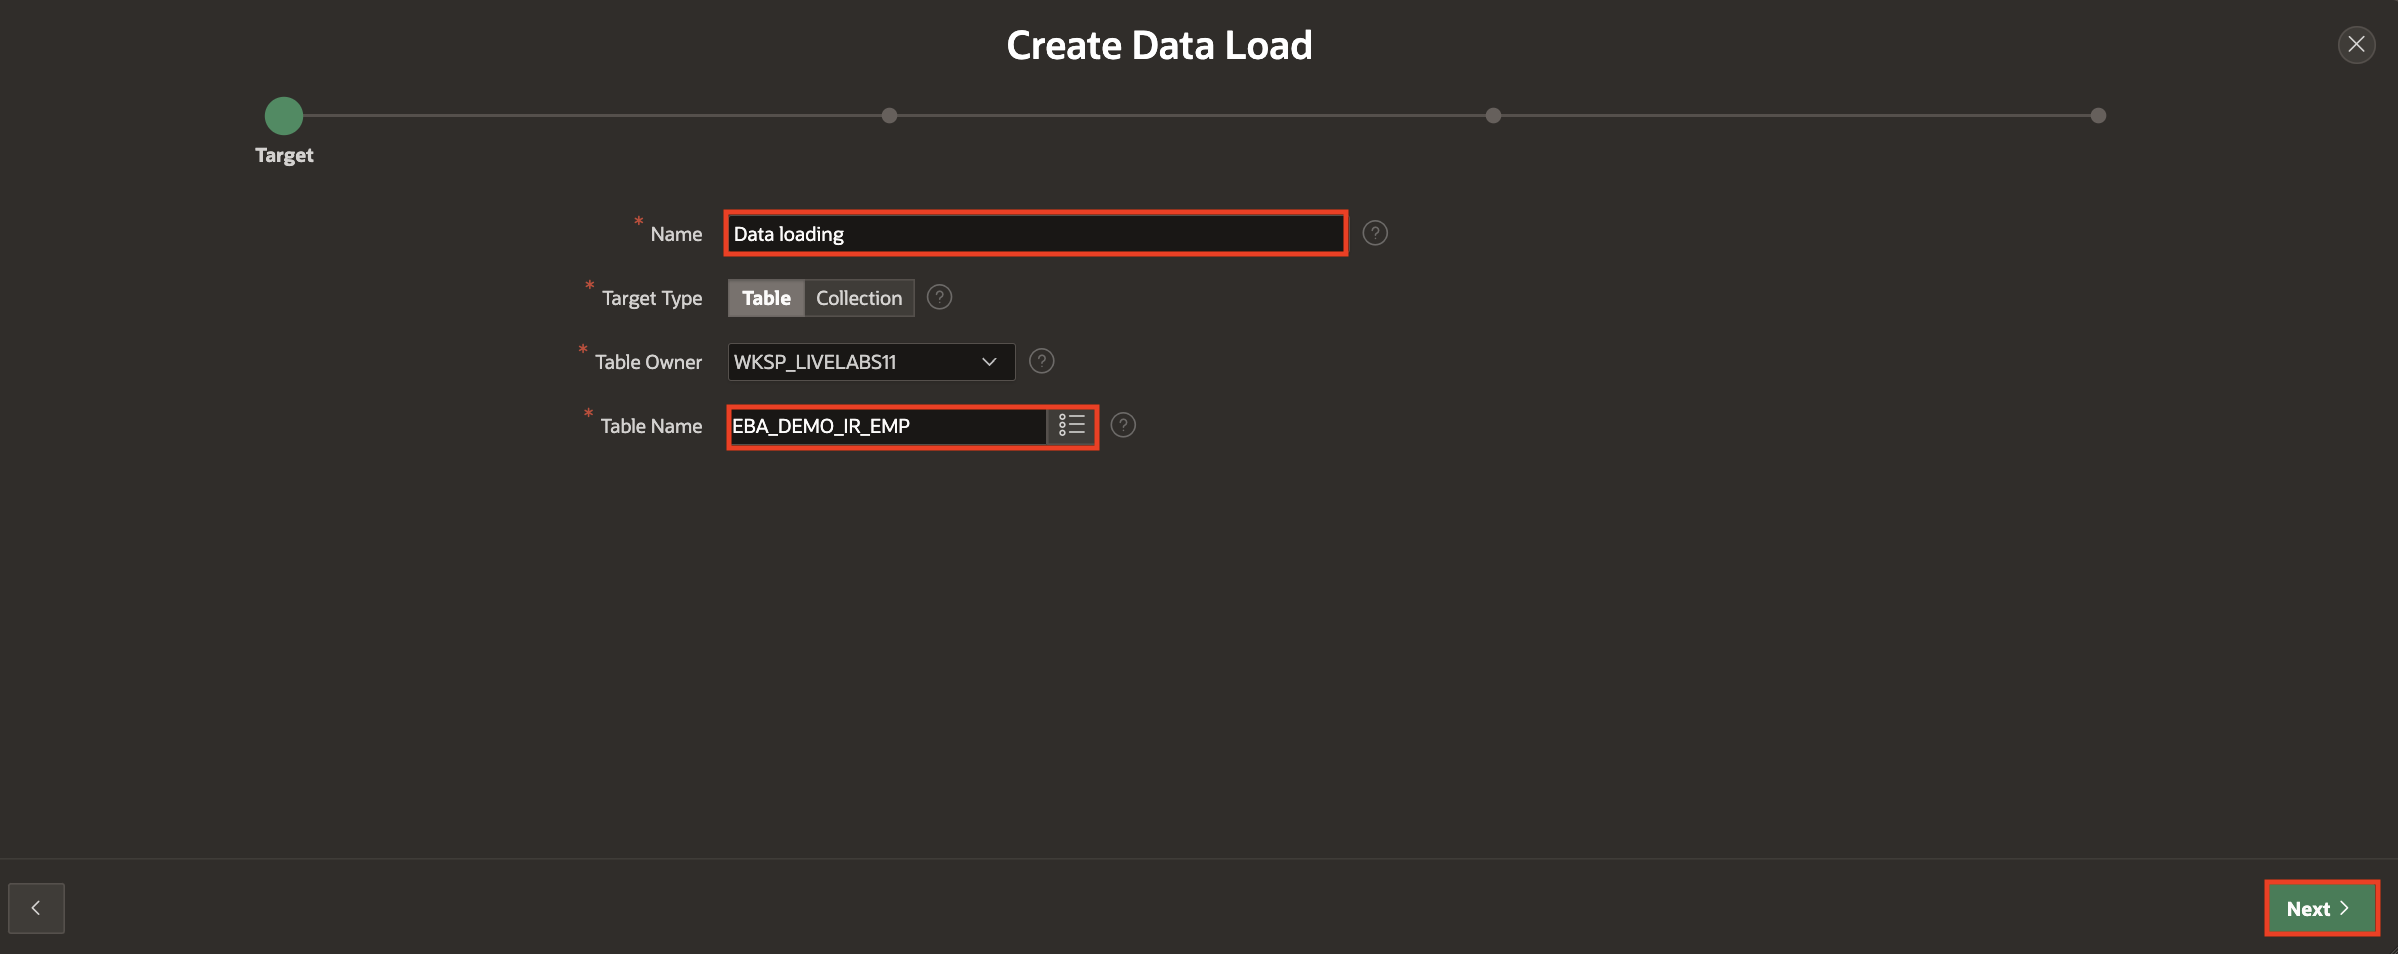 Create Data Load
Target
* Name Data loading ?
* Target Type Table Collection ?
* Table Owner WKSP_LIVELABS11 ?
* Table Name EBA_DEMO_IR_EMP ?
Next